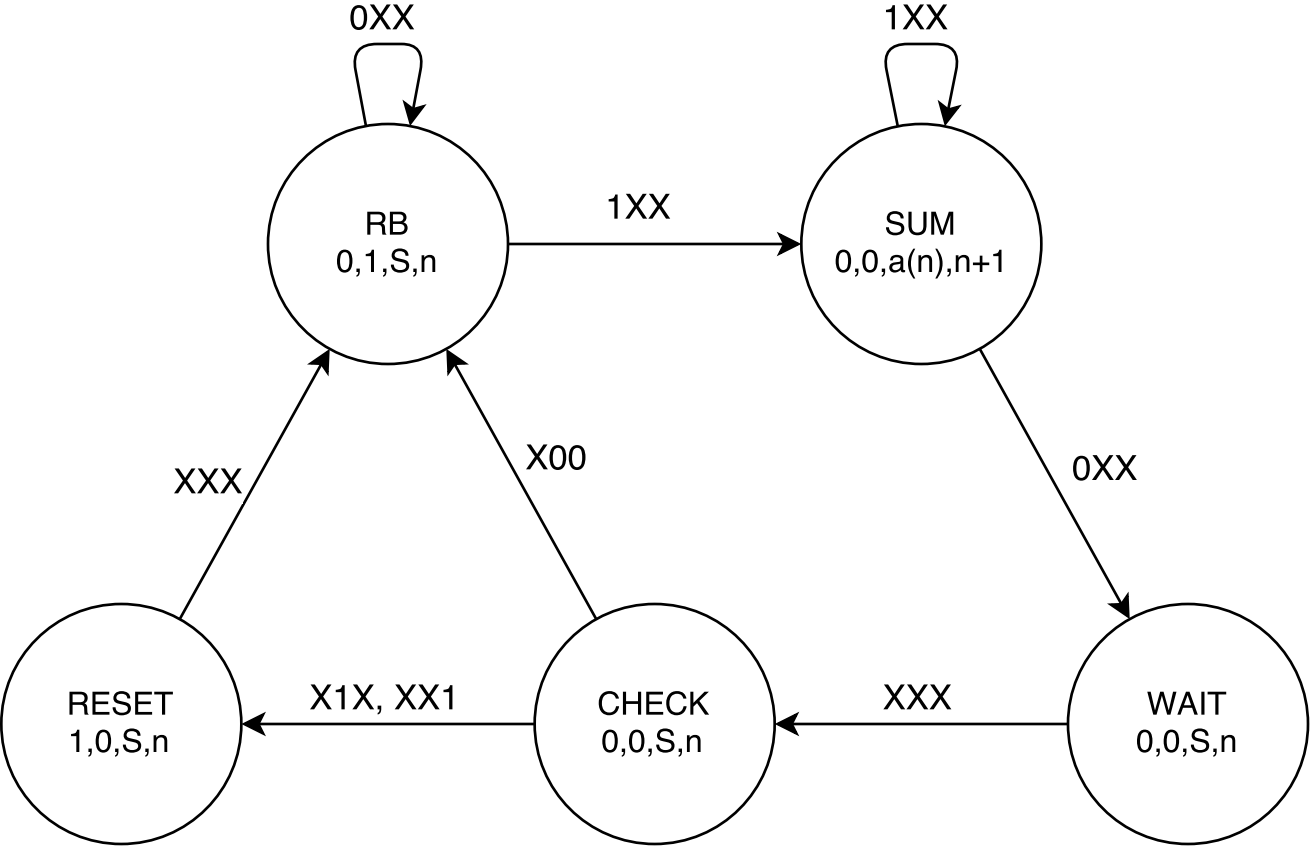 0XX
1XX
1XX
RB
0,1,S,n
SUM
0,0,a(n),n+1
X00
0XX
XXX
RESET
1,0,S,n
X1X, XX1
CHECK
0,0,S,n
XXX
WAIT
0,0,S,n